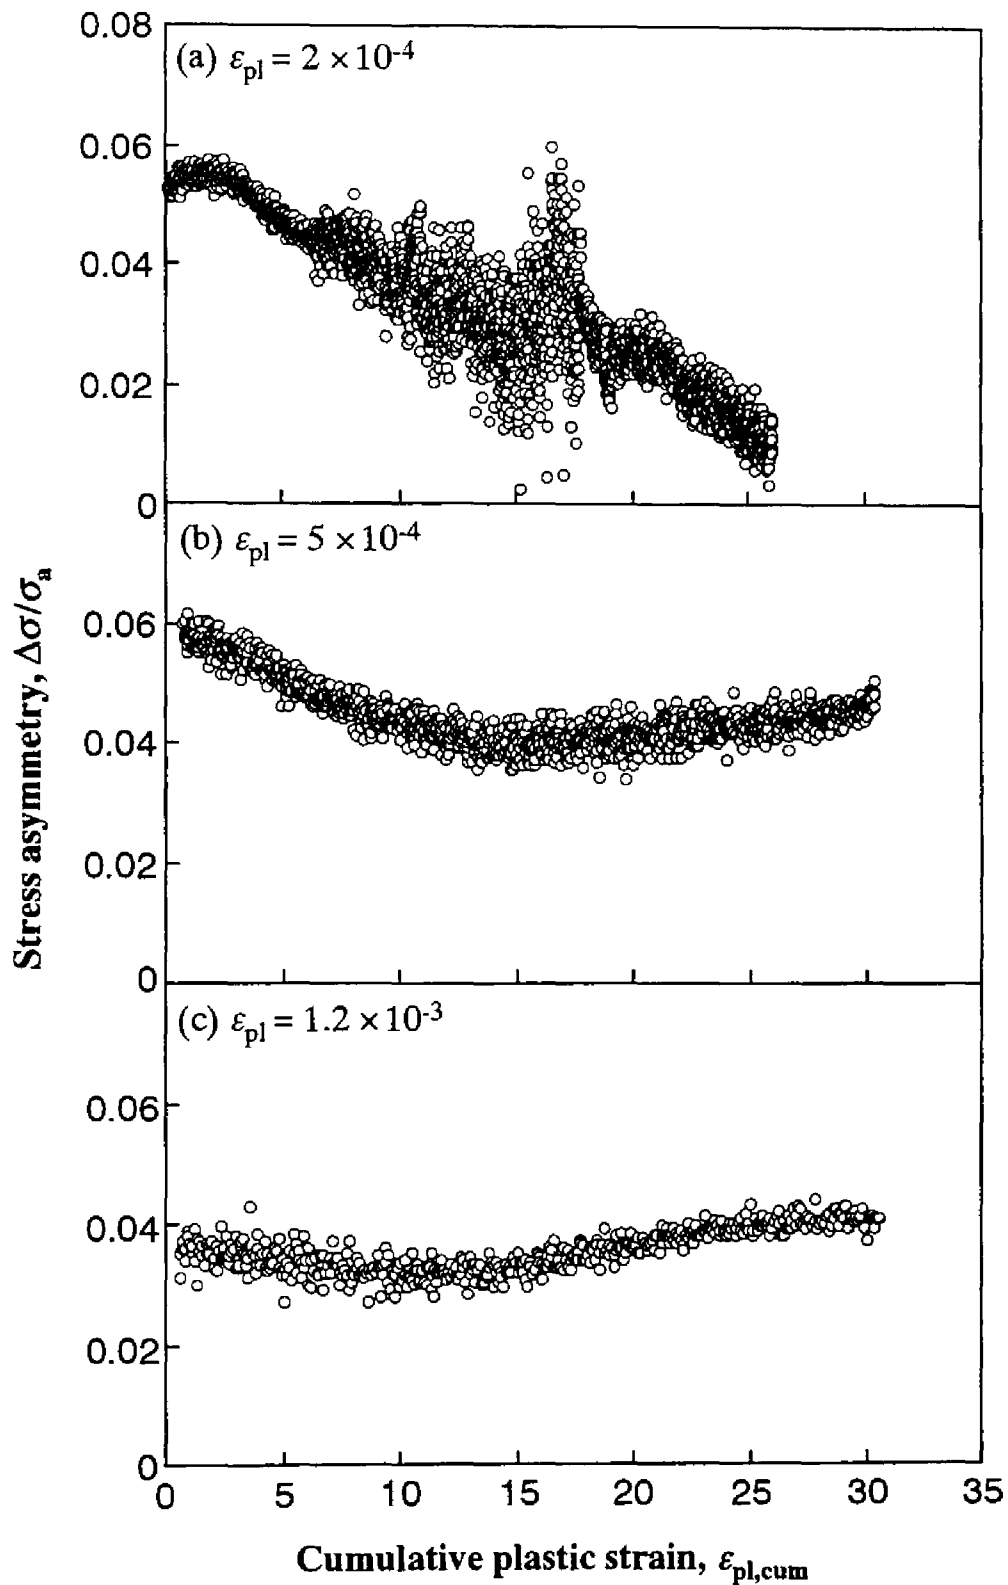 0.08
(a) εpl = 2 × 10-4
0.06
0.04
0.02
0
(b) εpl = 5 × 10-4
0.06
0.04
0.02
0
(c) εpl = 1.2 × 10-3
0.06
0.04
0.02
0
Stress asymmetry, Δσ/σa
0 5 10 15 20 25 30 35
Cumulative plastic strain, εpl,cum